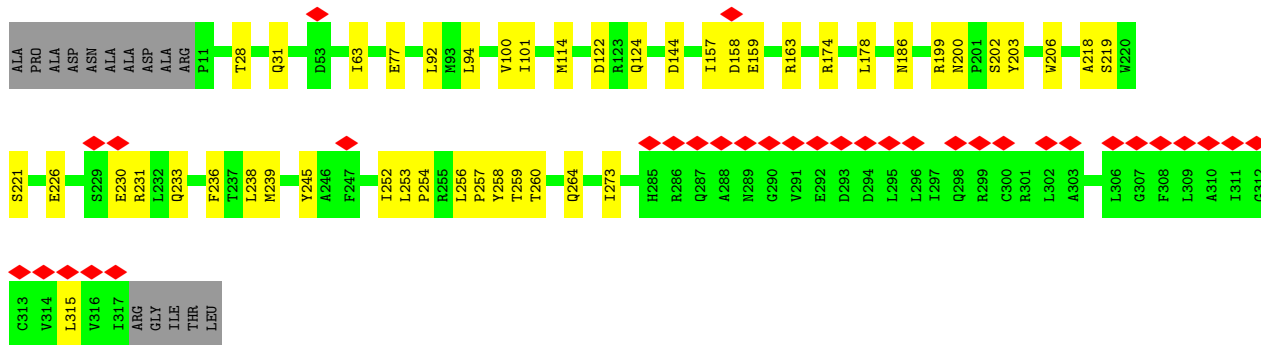 ALA PRO ALA ASP ASN ALA ALA ASP ALA ARG P11 T28 Q31 D53 I63 E77 L92 M93 L94 V100 I101 M114 D122 R123 Q124 D144 I157 D158 E159 R163 R174 L178 N186 R199 N200 P201 S202 Y203 W206 A218 S219 W220
S221 E226 S229 E230 R231 L232 Q233 F236 T237 L238 M239 Y245 A246 F247 I252 L253 P254 R255 L256 P257 Y258 T259 T260 Q264 I273 H285 R286 Q287 A288 N289 G290 V291 E292 D293 D294 L295 L296 I297 Q298 R299 C300 R301 L302 A303 L306 G307 F308 L309 A310 I311 G312
C313 V314 L315 V316 I317 ARG GLY ILE THR LEU